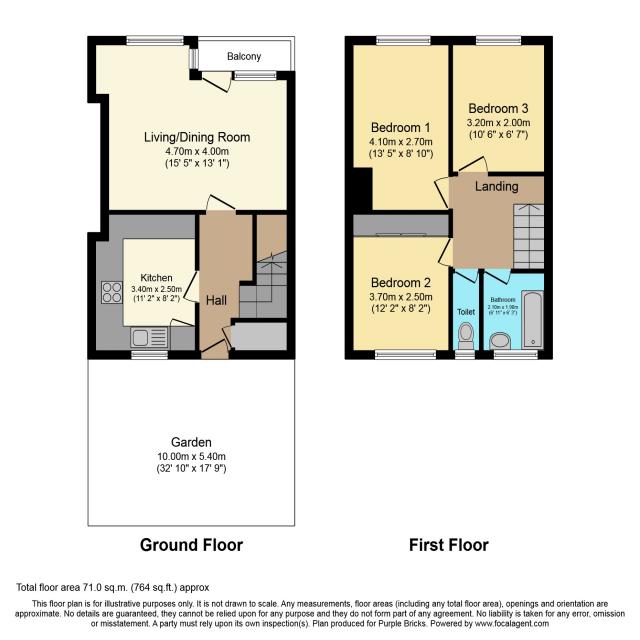 Balcony
Living/Dining Room
4.70m x 4.00m
(15' 5" x 13' 1")
Kitchen
3.40m x 2.50m
(11' 2" x 8' 2")
Hall
Garden
10.00m x 5.40m
(32' 10" x 17' 9")
Ground Floor
Bedroom 1
4.10m x 2.70m
(13' 5" x 8' 10")
Bedroom 3
3.20m x 2.00m
(10' 6" x 6' 7")
Landing
Bedroom 2
3.70m x 2.50m
(12' 2" x 8' 2")
Toilet
Bathroom
2.10m x 1.90m
(6' 11" x 6' 3")
First Floor
Total floor area 71.0 sq.m. (764 sq.ft.) approx
This floor plan is for illustrative purposes only. It is not drawn to scale. Any measurements, floor areas (including any total floor area), openings and orientation are
approximate. No details are guaranteed, they cannot be relied upon for any purpose and they do not form part of any agreement. No liability is taken for any error, omission
or misstatement. A party must rely upon its own inspection(s). Plan produced for Purple Bricks. Powered by www.focalagent.com